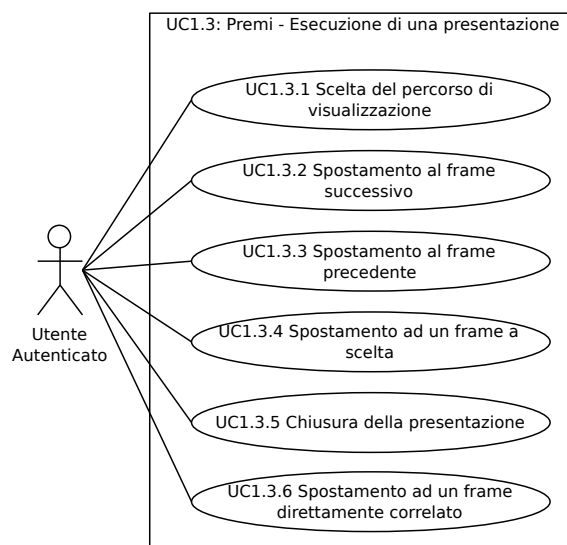 UC1.3: Premi - Esecuzione di una presentazione
UC1.3.1 Scelta del percorso di
visualizzazione
UC1.3.2 Spostamento al frame
successivo
UC1.3.3 Spostamento al frame
precedente
Utente
Autenticato
UC1.3.4 Spostamento ad un frame a
scelta
UC1.3.5 Chiusura della presentazione
UC1.3.6 Spostamento ad un frame
direttamente correlato